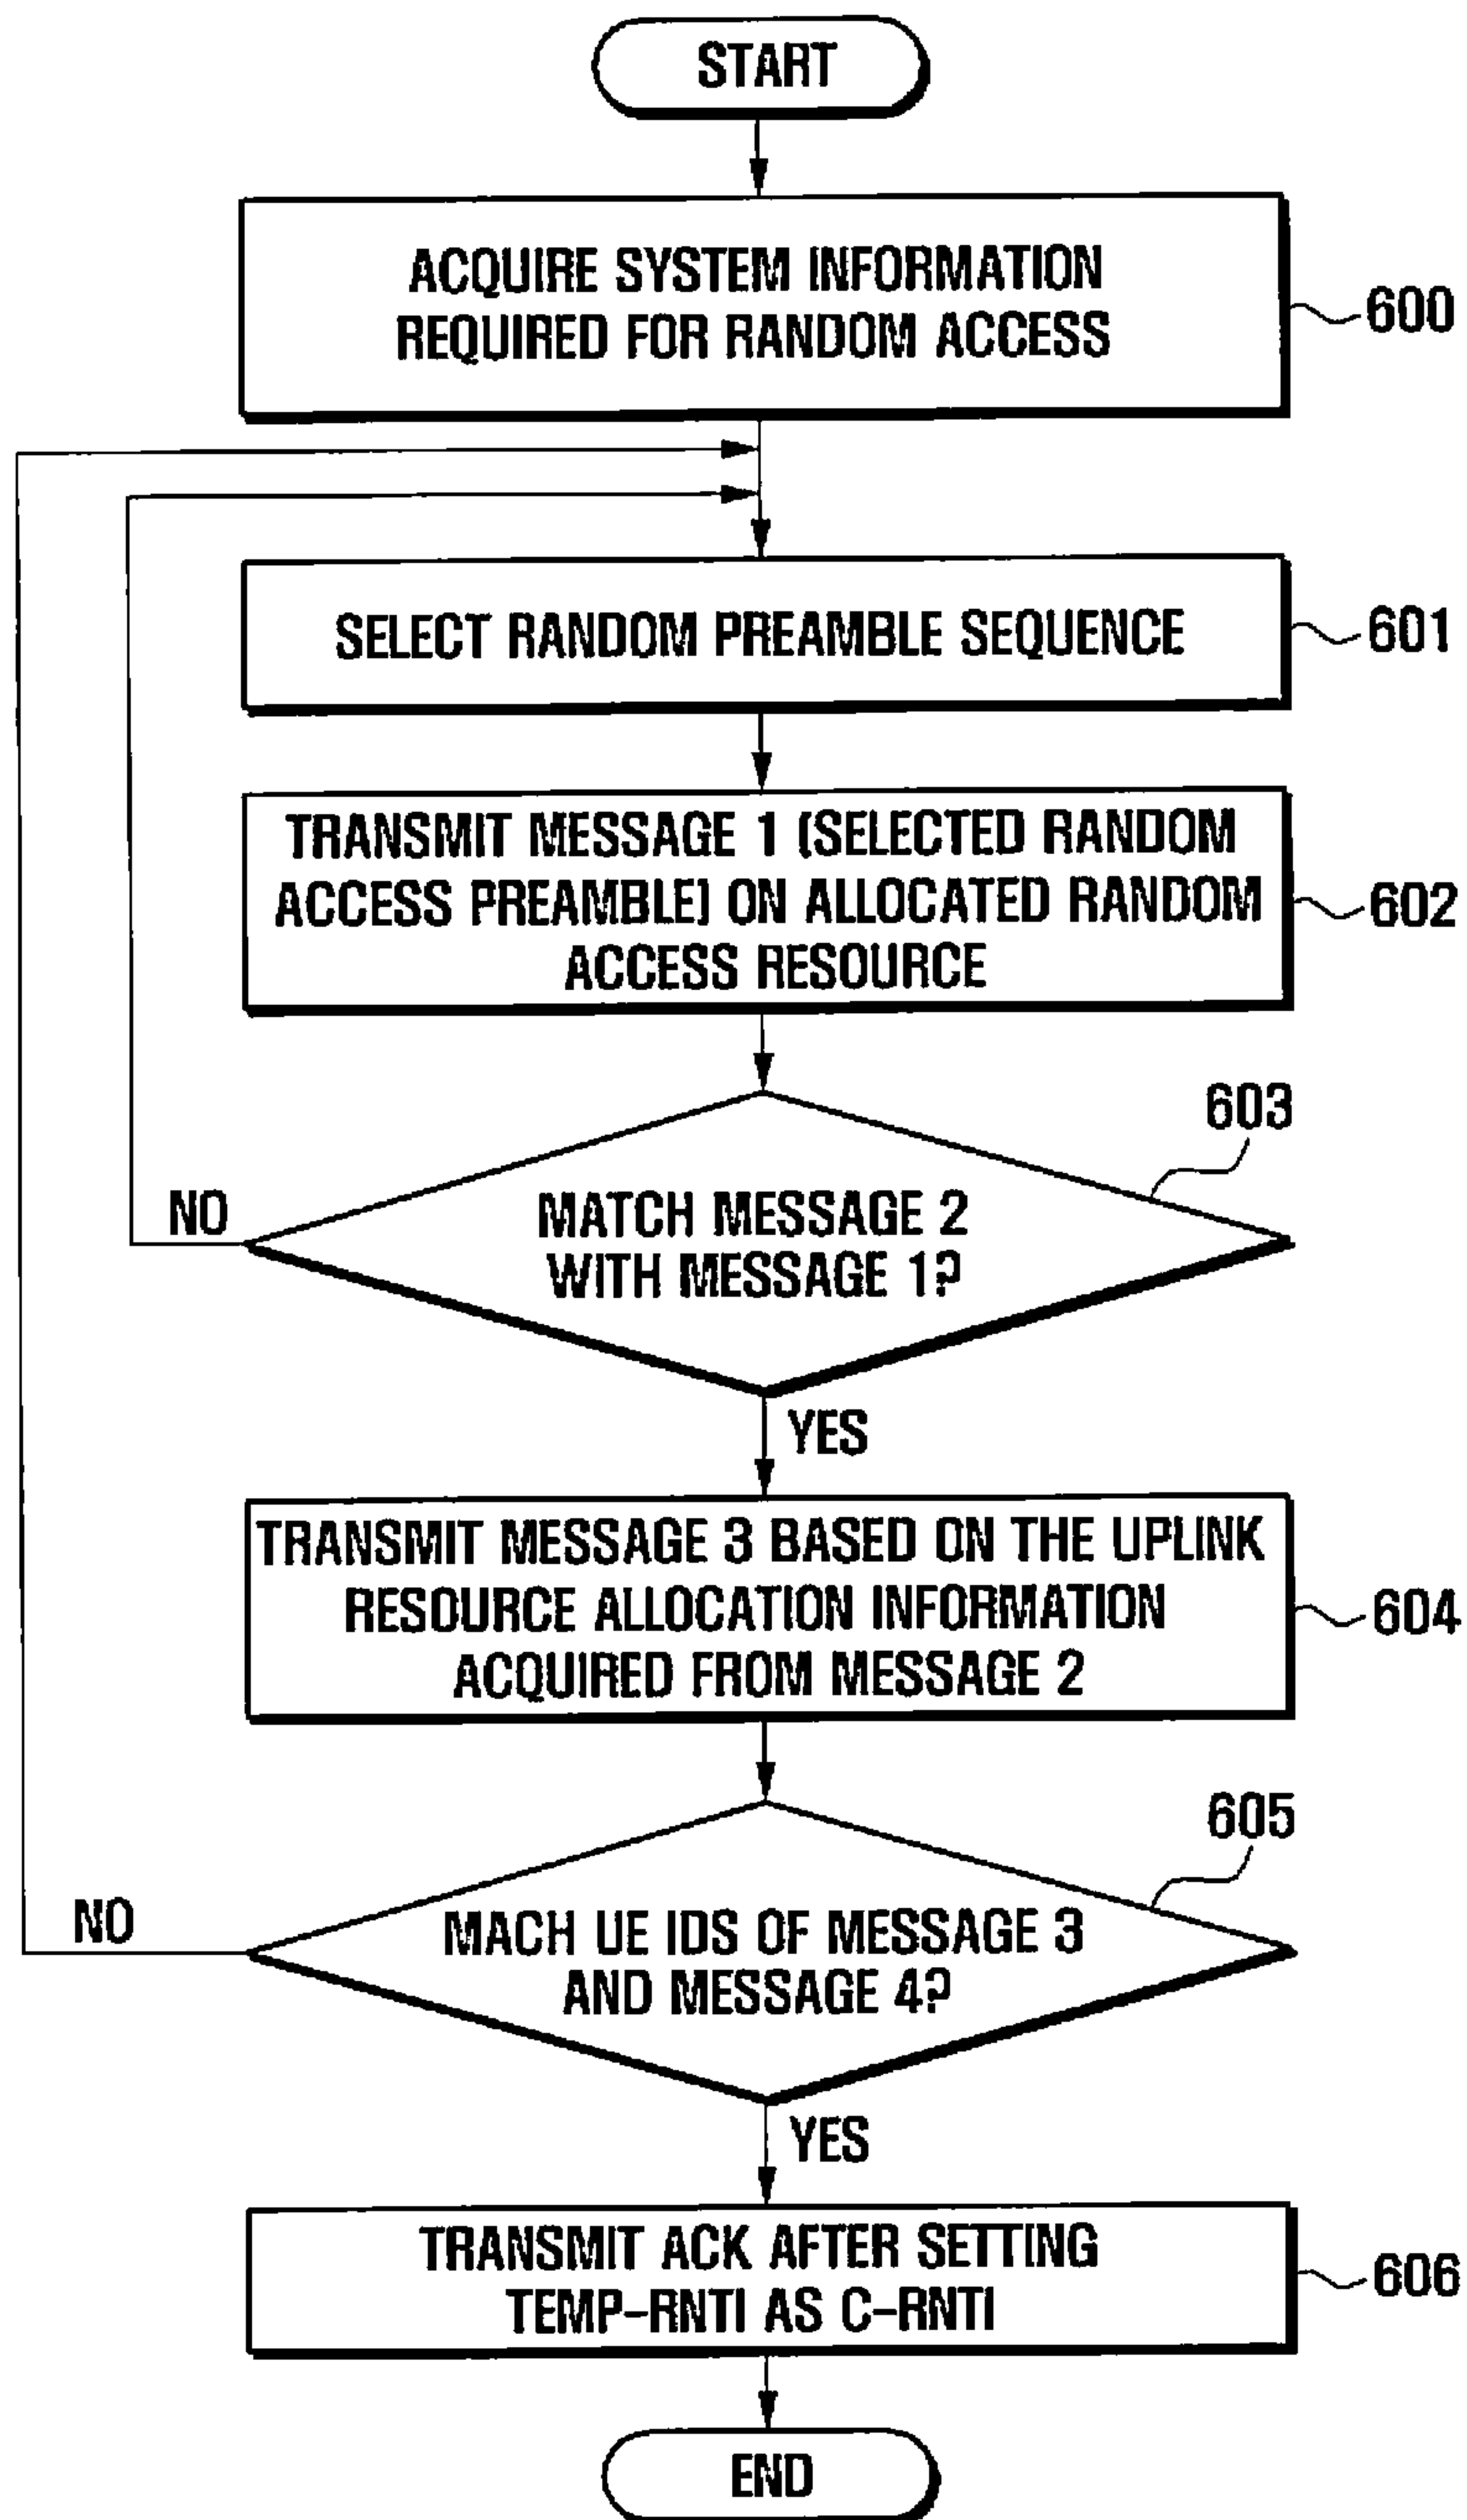 START
ACQUIRE SYSTEM INFORMATION
REQUIRED FOR RANDOM ACCESS
600
SELECT RANDOM PREAMBLE SEQUENCE
601
TRANSMIT MESSAGE 1 (SELECTED RANDOM
ACCESS PREAMBLE) ON ALLOCATED RANDOM
ACCESS RESOURCE
602
603
MATCH MESSAGE 2
WITH MESSAGE 1?
NO
YES
TRANSMIT MESSAGE 3 BASED ON THE UPLINK
RESOURCE ALLOCATION INFORMATION
ACQUIRED FROM MESSAGE 2
604
605
MACH UE IDS OF MESSAGE 3
AND MESSAGE 4?
NO
YES
TRANSMIT ACK AFTER SETTING
TEMP-RNTI AS C-RNTI
606
END